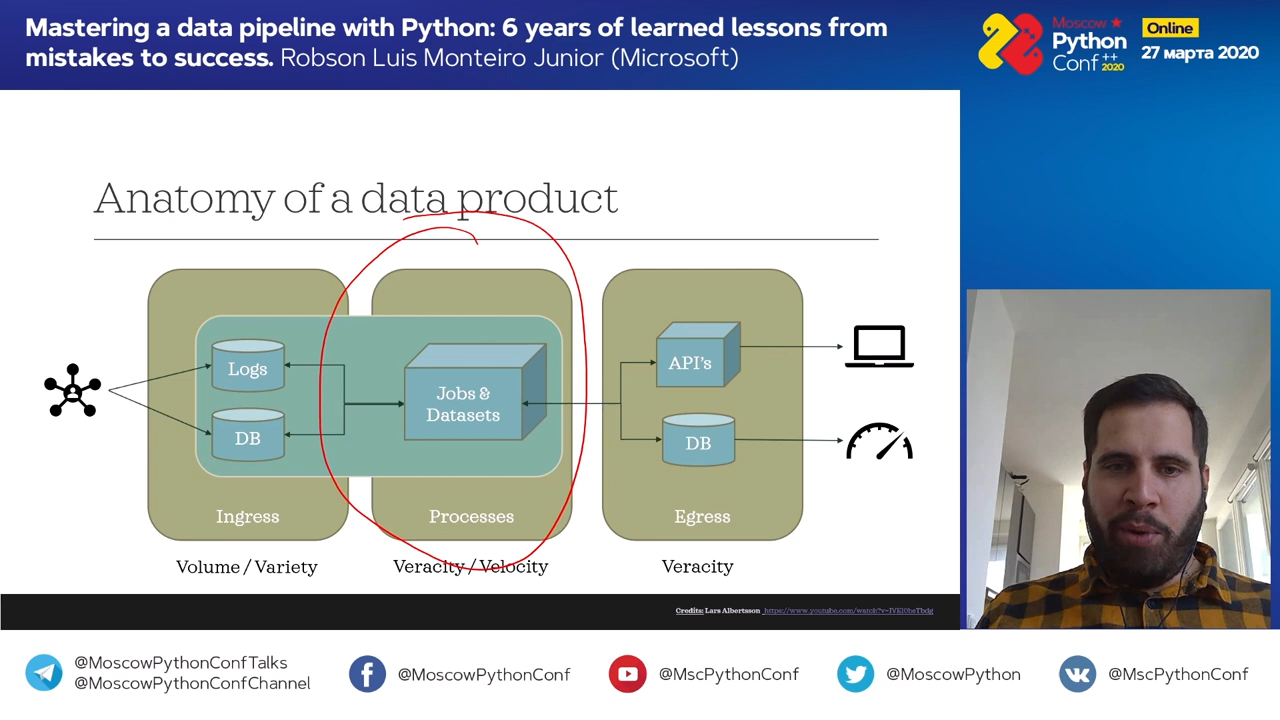 Mastering a data pipeline with Python: 6 years of learned lessons from
mistakes to success. Robson Luis Monteiro Junior (Microsoft)
Moscow
Python
Conf ++
2020
Online
27 марта 2020
Anatomy of a data product
Logs
DB
Jobs &
Datasets
API's
DB
Ingress
Processes
Egress
Volume / Variety
Veracity / Velocity
Veracity
Credits: Lars Albertsson
@MoscowPythonConfTalks
@MoscowPythonConfChannel
@MoscowPythonConf
@MscPythonConf
@MoscowPython
@MscPythonConf